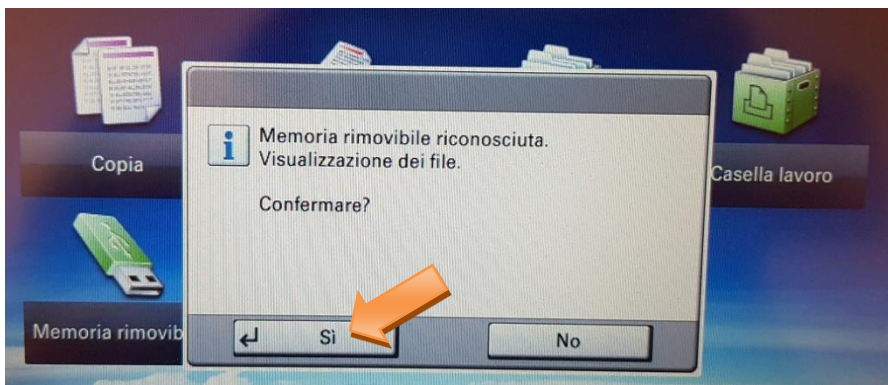 Copia
Memoria rimovibile riconosciuta.
Visualizzazione dei file.
Confermare?
Casella lavoro
Memoria rimovib
Sì
No